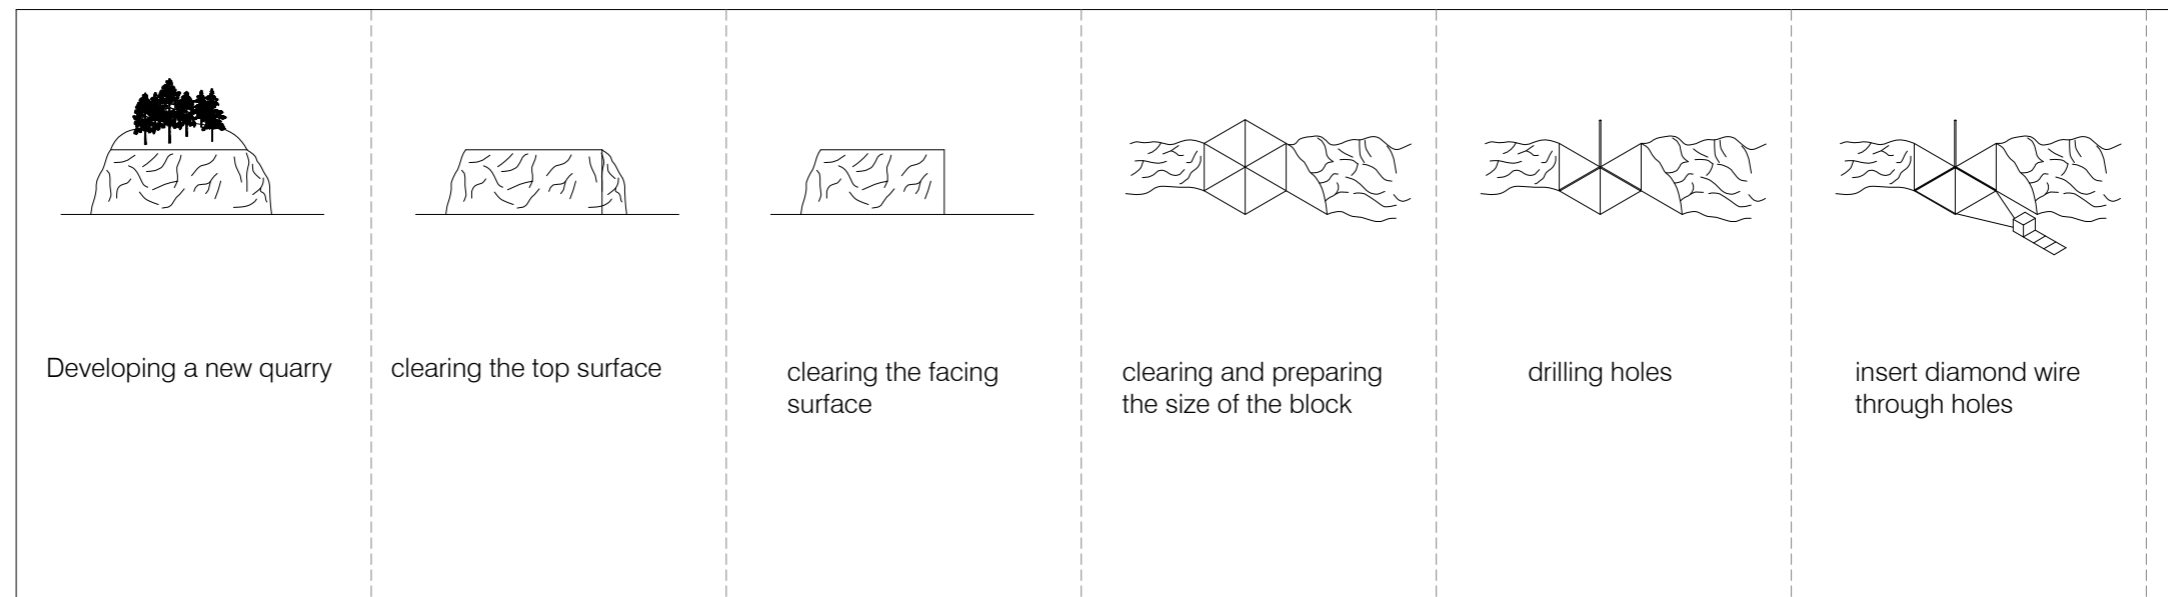 Developing a new quarry
clearing the top surface
clearing the facing
surface
clearing and preparing
the size of the block
drilling holes
insert diamond wire
through holes